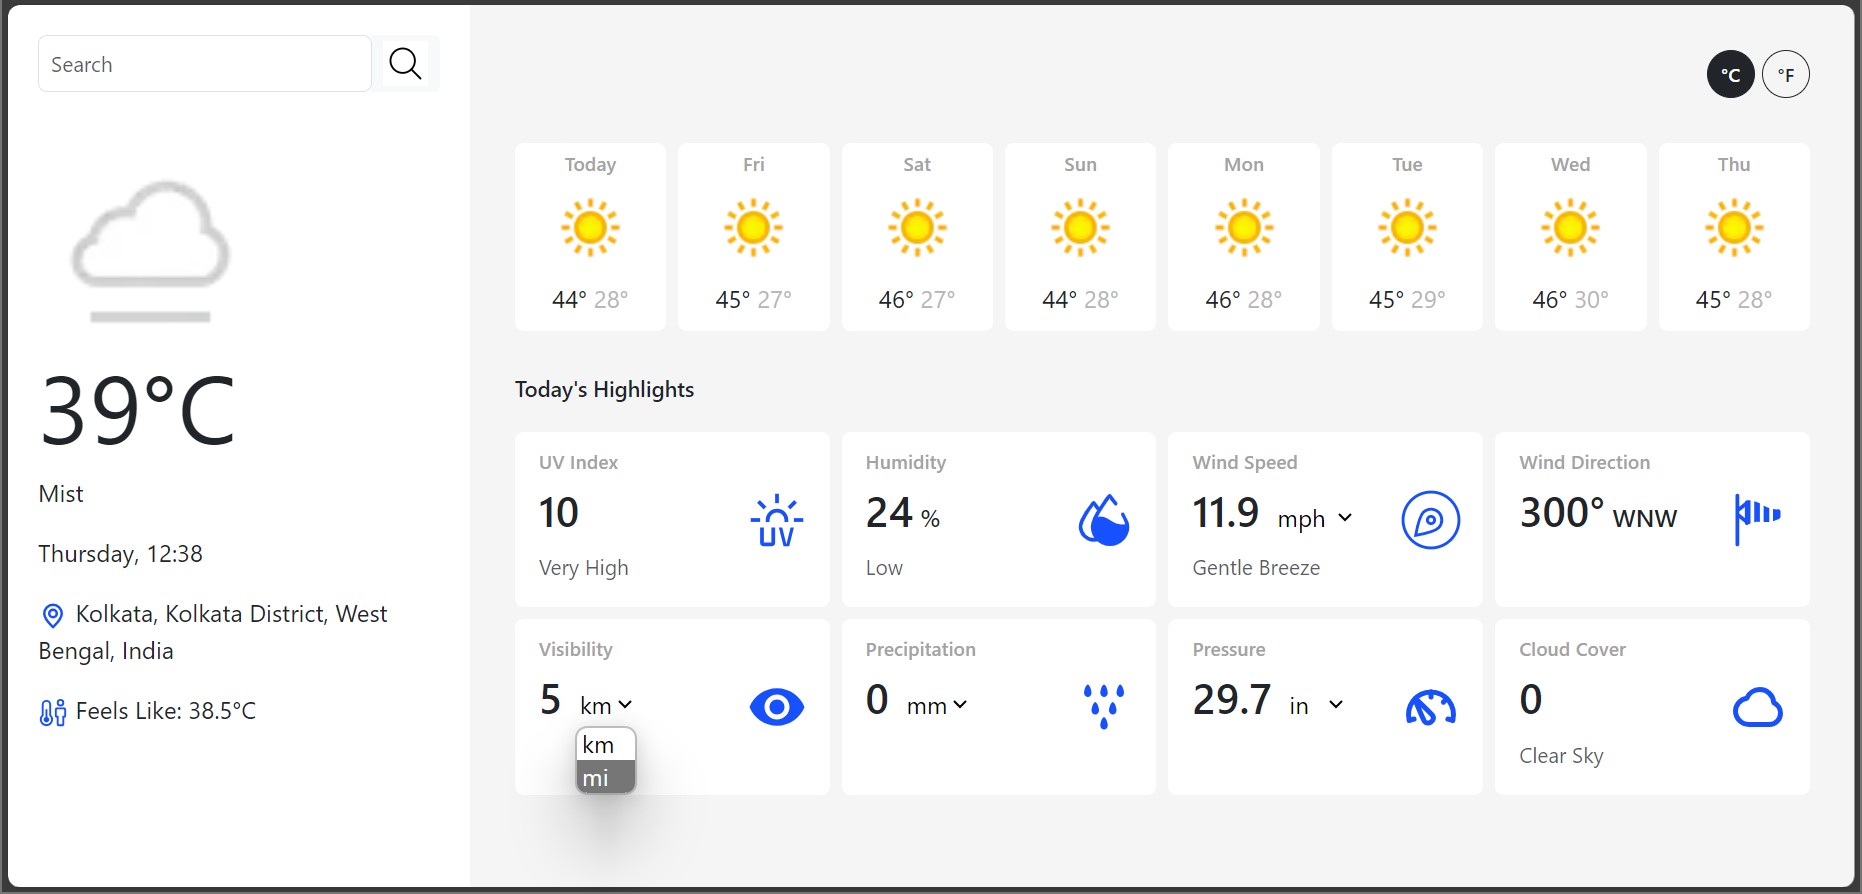 Search
°C °F
39°C
Mist
Thursday, 12:38
Kolkata, Kolkata District, West
Bengal, India
Feels Like: 38.5°C
Today Fri Sat Sun Mon Tue Wed Thu
44° 28° 45° 27° 46° 27° 44° 28° 46° 28° 45° 29° 46° 30° 45° 28°
Today's Highlights
UV Index
10
UV
Very High
Humidity
24 %
Low
Wind Speed
11.9 mph
Gentle Breeze
Wind Direction
300° WNW
Visibility
5 km
km
mi
Precipitation
0 mm
Pressure
29.7 in
Cloud Cover
0
Clear Sky